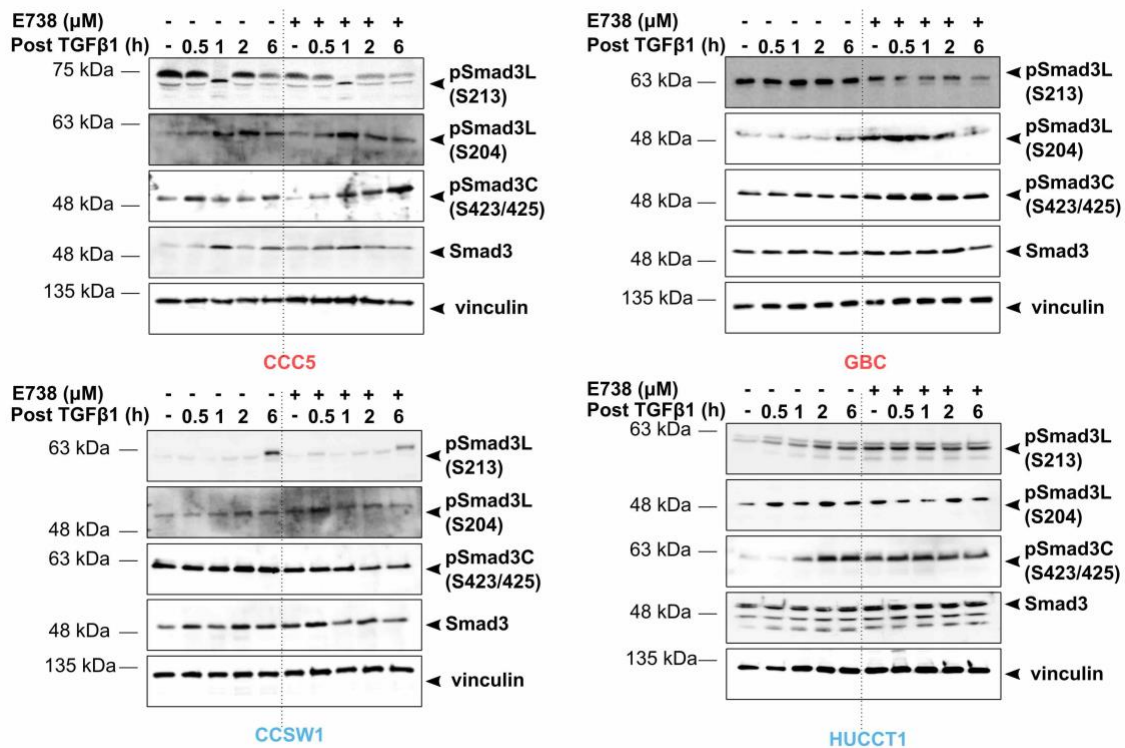 E738 (µM) - - - - - + + + + +
Post TGFβ1 (h) - 0.5 1 2 6 - 0.5 1 2 6
75 kDa
pSmad3L
(S213)
63 kDa
pSmad3L
(S204)
48 kDa
pSmad3C
(S423/425)
48 kDa
Smad3
135 kDa
vinculin
CCC5
E738 (µM) - - - - - + + + + +
Post TGFβ1 (h) - 0.5 1 2 6 - 0.5 1 2 6
63 kDa
pSmad3L
(S213)
48 kDa
pSmad3L
(S204)
48 kDa
pSmad3C
(S423/425)
48 kDa
Smad3
135 kDa
vinculin
GBC
E738 (µM) - - - - - + + + + +
Post TGFβ1 (h) - 0.5 1 2 6 - 0.5 1 2 6
63 kDa
pSmad3L
(S213)
48 kDa
pSmad3L
(S204)
63 kDa
pSmad3C
(S423/425)
48 kDa
Smad3
135 kDa
vinculin
CCSW1
E738 (µM) - - - - - + + + + +
Post TGFβ1 (h) - 0.5 1 2 6 - 0.5 1 2 6
63 kDa
pSmad3L
(S213)
48 kDa
pSmad3L
(S204)
63 kDa
pSmad3C
(S423/425)
48 kDa
Smad3
135 kDa
vinculin
HUCCT1